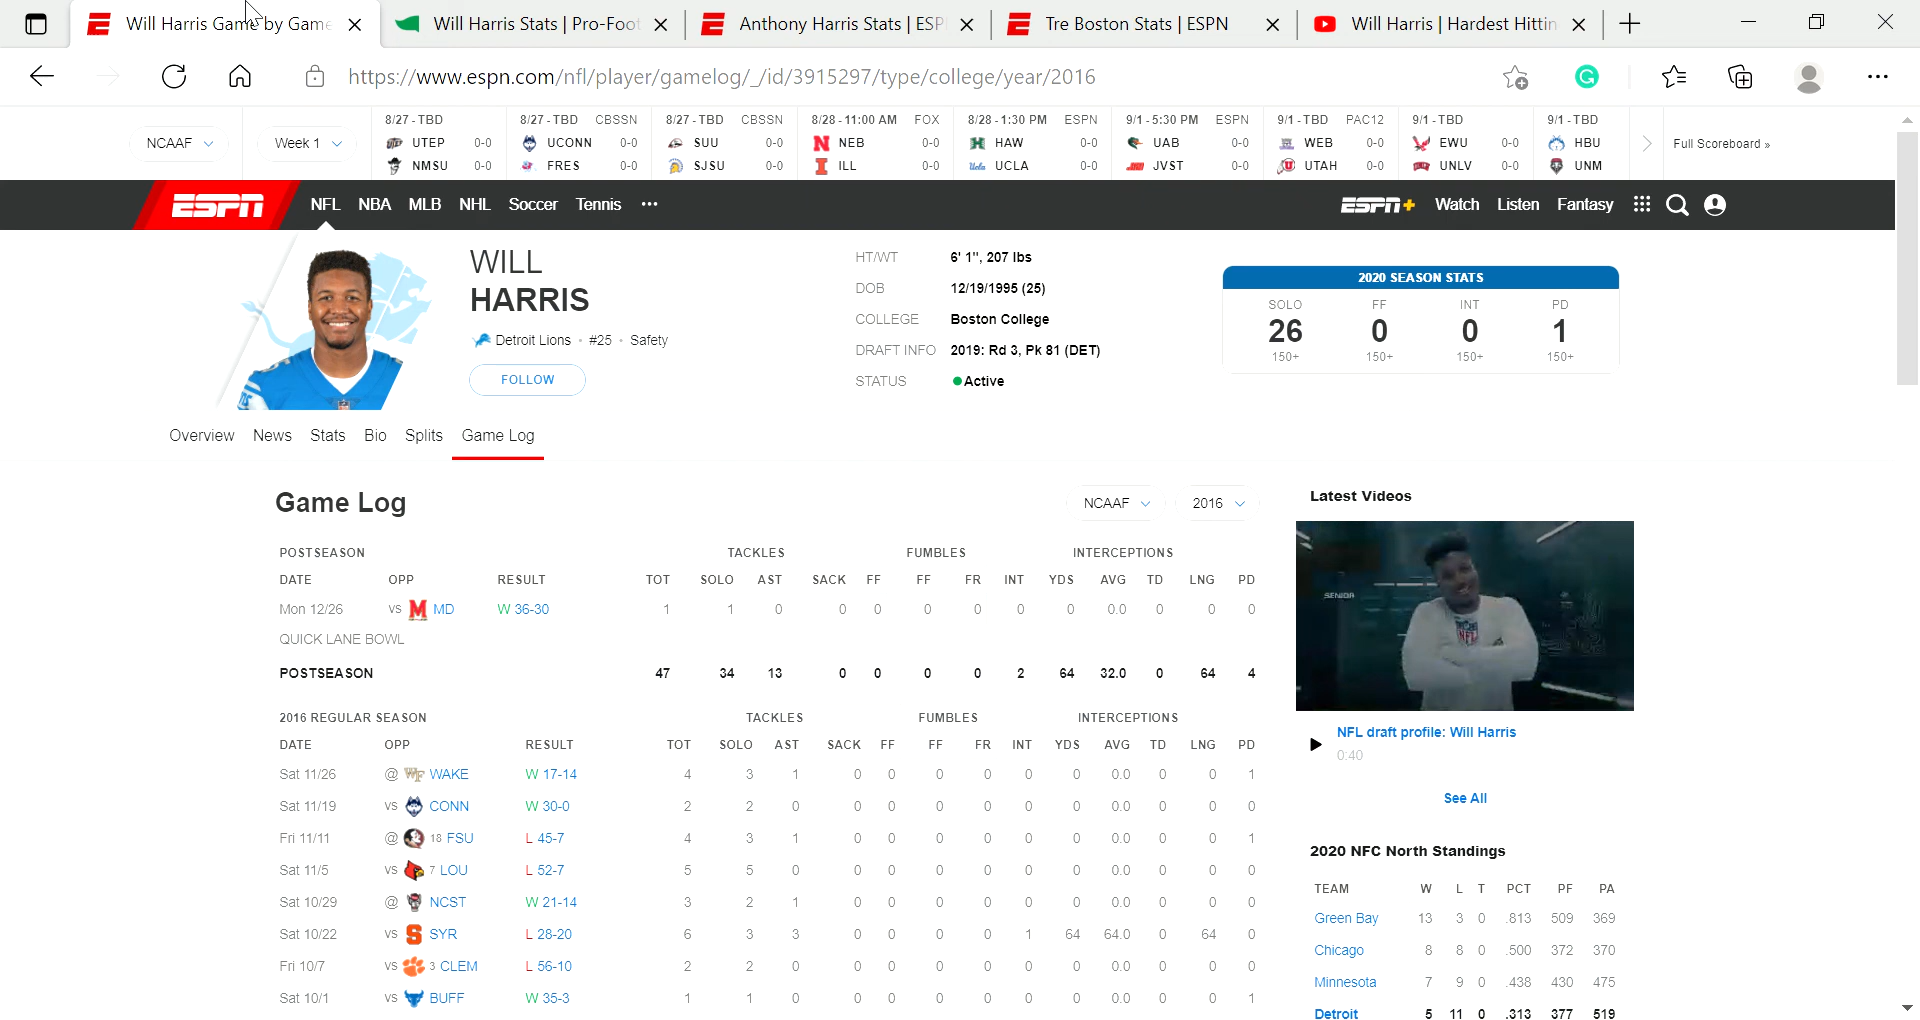 Will Harris Game by Game
Will Harris Stats | Pro-Foot
Anthony Harris Stats | ESP
Tre Boston Stats | ESPN
Will Harris | Hardest Hittin
https://www.espn.com/nfl/player/gamelog/_/id/3915297/type/college/year/2016
NCAAF
Week 1
8/27 - TBD
UTEP 0-0
NMSU 0-0
8/27 - TBD CBSSN
UCONN 0-0
FRES 0-0
8/27 - TBD CBSSN
SUU 0-0
SJSU 0-0
8/28 - 11:00 AM FOX
NEB 0-0
ILL 0-0
8/28 - 1:30 PM ESPN
HAW 0-0
UCLA 0-0
9/1 - 5:30 PM ESPN
UAB 0-0
JVST 0-0
9/1 - TBD PAC12
WEB 0-0
UTAH 0-0
9/1 - TBD
EWU 0-0
UNLV 0-0
9/1 - TBD
HBU
UNM
Full Scoreboard »
ESPN NFL NBA MLB NHL Soccer Tennis ••• ESPN+ Watch Listen Fantasy
WILL
HARRIS
Detroit Lions • #25 • Safety
FOLLOW
HT/WT 6' 1", 207 lbs
DOB 12/19/1995 (25)
COLLEGE Boston College
DRAFT INFO 2019: Rd 3, Pk 81 (DET)
STATUS Active
2020 SEASON STATS
SOLO FF INT PD
26 0 0 1
150+ 150+ 150+ 150+
Overview News Stats Bio Splits Game Log
Game Log
NCAAF 2016
POSTSEASON TACKLES FUMBLES INTERCEPTIONS
DATE OPP RESULT TOT SOLO AST SACK FF FF FR INT YDS AVG TD LNG PD
Mon 12/26 vs MD W 36-30 1 1 0 0 0 0 0 0 0 0.0 0 0 0
QUICK LANE BOWL
POSTSEASON 47 34 13 0 0 0 0 2 64 32.0 0 64 4
2016 REGULAR SEASON TACKLES FUMBLES INTERCEPTIONS
DATE OPP RESULT TOT SOLO AST SACK FF FF FR INT YDS AVG TD LNG PD
Sat 11/26 @ WAKE W 17-14 4 3 1 0 0 0 0 0 0 0.0 0 0 1
Sat 11/19 vs CONN W 30-0 2 2 0 0 0 0 0 0 0 0.0 0 0 0
Fri 11/11 @ 18 FSU L 45-7 4 3 1 0 0 0 0 0 0 0.0 0 0 1
Sat 11/5 vs 7 LOU L 52-7 5 5 0 0 0 0 0 0 0 0.0 0 0 0
Sat 10/29 @ NCST W 21-14 3 2 1 0 0 0 0 0 0 0.0 0 0 0
Sat 10/22 vs SYR L 28-20 6 3 3 0 0 0 0 1 64 64.0 0 64 0
Fri 10/7 vs 3 CLEM L 56-10 2 2 0 0 0 0 0 0 0 0.0 0 0 0
Sat 10/1 vs BUFF W 35-3 1 1 0 0 0 0 0 0 0 0.0 0 0 1
Latest Videos
SENIOR
NFL
NFL draft profile: Will Harris
0:40
See All
2020 NFC North Standings
TEAM W L T PCT PF PA
Green Bay 13 3 0 .813 509 369
Chicago 8 8 0 .500 372 370
Minnesota 7 9 0 .438 430 475
Detroit 5 11 0 .313 377 519